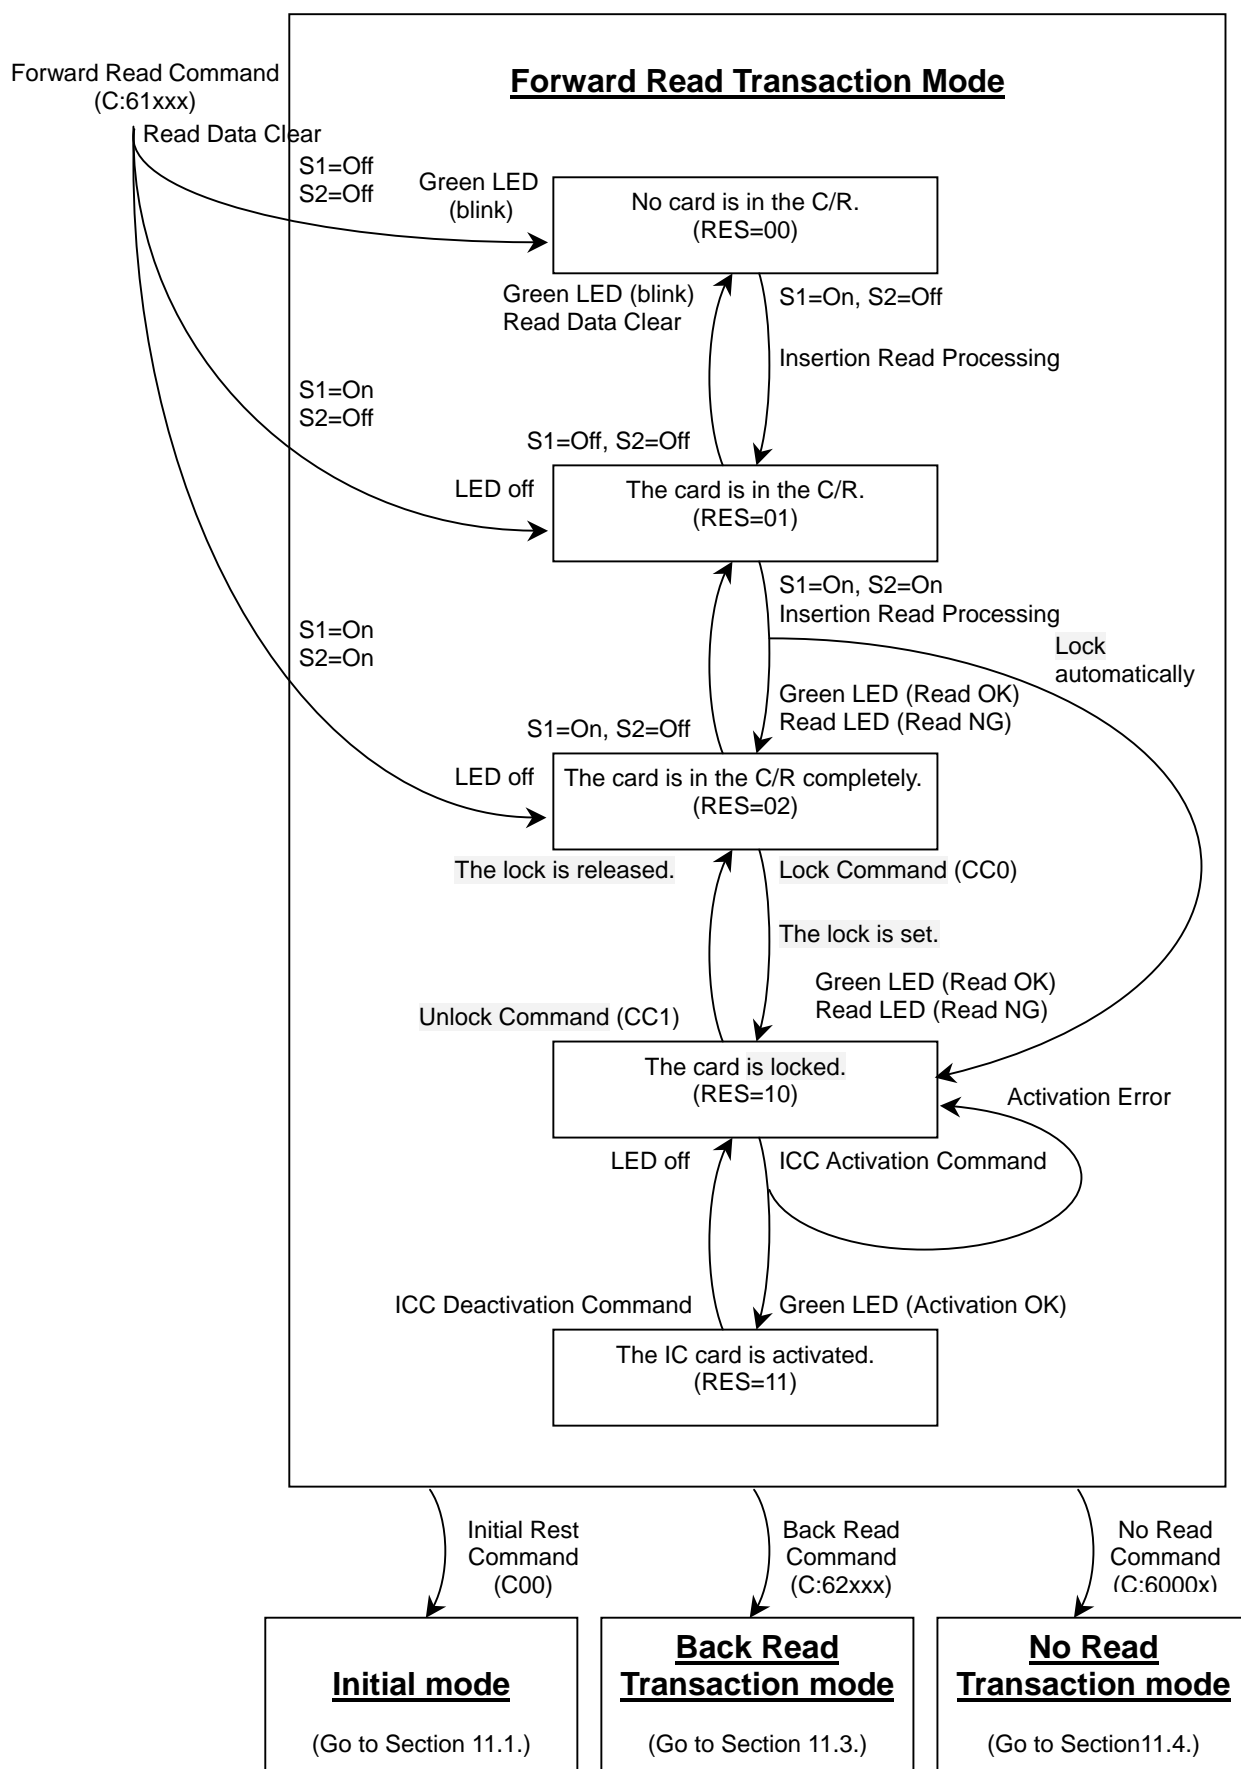 Forward Read Transaction Mode
Forward Read Command
(C:61xxx)
Read Data Clear
S1=Off
S2=Off
Green LED
(blink)
No card is in the C/R.
(RES=00)
Green LED (blink)
Read Data Clear
S1=On, S2=Off
Insertion Read Processing
S1=On
S2=Off
S1=Off, S2=Off
LED off
The card is in the C/R.
(RES=01)
S1=On, S2=On
Insertion Read Processing
S1=On
S2=On
Lock
automatically
Green LED (Read OK)
Read LED (Read NG)
S1=On, S2=Off
LED off
The card is in the C/R completely.
(RES=02)
The lock is released.
Lock Command (CC0)
The lock is set.
Green LED (Read OK)
Read LED (Read NG)
Unlock Command (CC1)
The card is locked.
(RES=10)
Activation Error
LED off
ICC Activation Command
ICC Deactivation Command
Green LED (Activation OK)
The IC card is activated.
(RES=11)
Initial Rest
Command
(C00)
Back Read
Command
(C:62xxx)
No Read
Command
(C:6000x)
Initial mode
(Go to Section 11.1.)
Back Read
Transaction mode
(Go to Section 11.3.)
No Read
Transaction mode
(Go to Section11.4.)